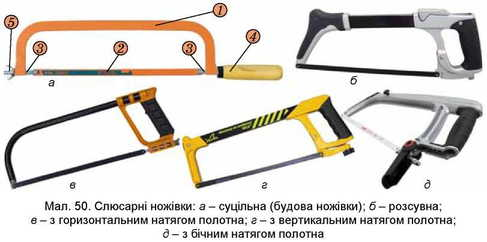 1
5
3
2
3
4
а
б
в
г
д
Мал. 50. Слюсарні ножівки: а – суцільна (будова ножівки); б – розсувна;
в – з горизонтальним натягом полотна; г – з вертикальним натягом полотна;
д – з бічним натягом полотна